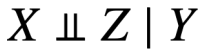 X ⫫ Z | Y